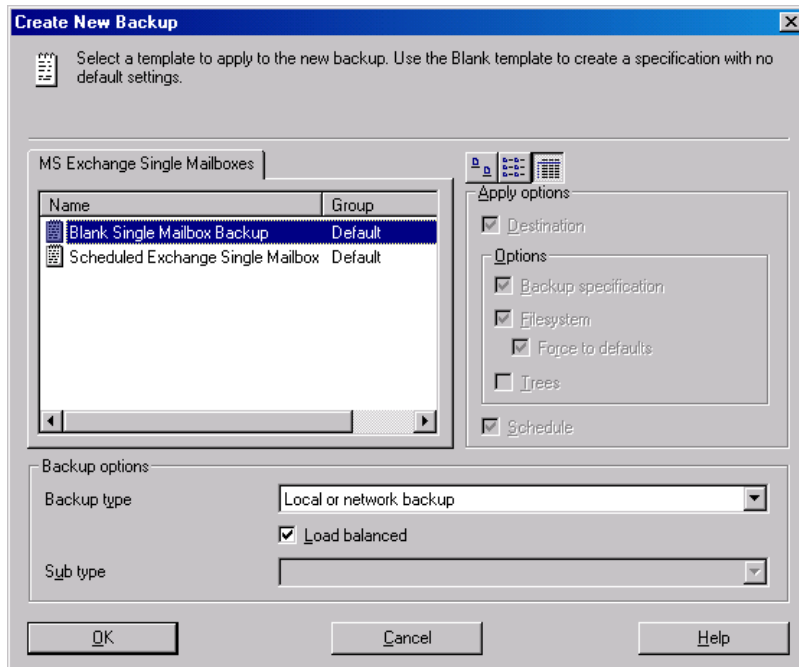 Create New Backup
Select a template to apply to the new backup. Use the Blank template to create a specification with no
default settings.
MS Exchange Single Mailboxes
Name Group
Blank Single Mailbox Backup Default
Scheduled Exchange Single Mailbox Default
Apply options
Destination
Options
Backup specification
Filesystem
Force to defaults
Trees
Schedule
Backup options
Backup type Local or network backup
Load balanced
Sub type
OK Cancel Help